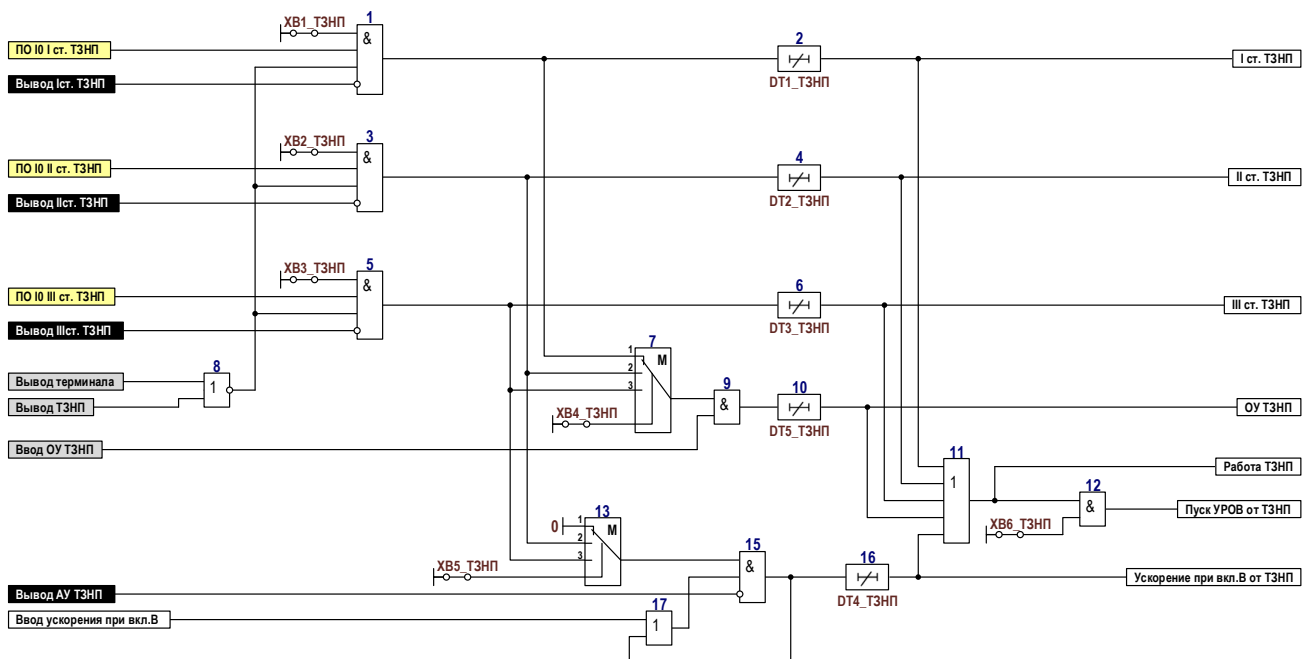 XB1_ТЗНП
1
&
ПО I0 I ст. ТЗНП
Вывод Iст. ТЗНП
2
DT1_ТЗНП
I ст. ТЗНП
XB2_ТЗНП
3
&
ПО I0 II ст. ТЗНП
Вывод IIст. ТЗНП
4
DT2_ТЗНП
II ст. ТЗНП
XB3_ТЗНП
5
&
ПО I0 III ст. ТЗНП
Вывод IIIст. ТЗНП
6
DT3_ТЗНП
III ст. ТЗНП
Вывод терминала
Вывод ТЗНП
8
1
7
1
2
3
М
XB4_ТЗНП
Ввод ОУ ТЗНП
9
&
10
DT5_ТЗНП
ОУ ТЗНП
11
1
Работа ТЗНП
12
&
XB6_ТЗНП
Пуск УРОВ от ТЗНП
13
0
1
2
3
М
XB5_ТЗНП
15
&
16
DT4_ТЗНП
Ускорение при вкл.В от ТЗНП
Вывод АУ ТЗНП
Ввод ускорения при вкл.В
17
1